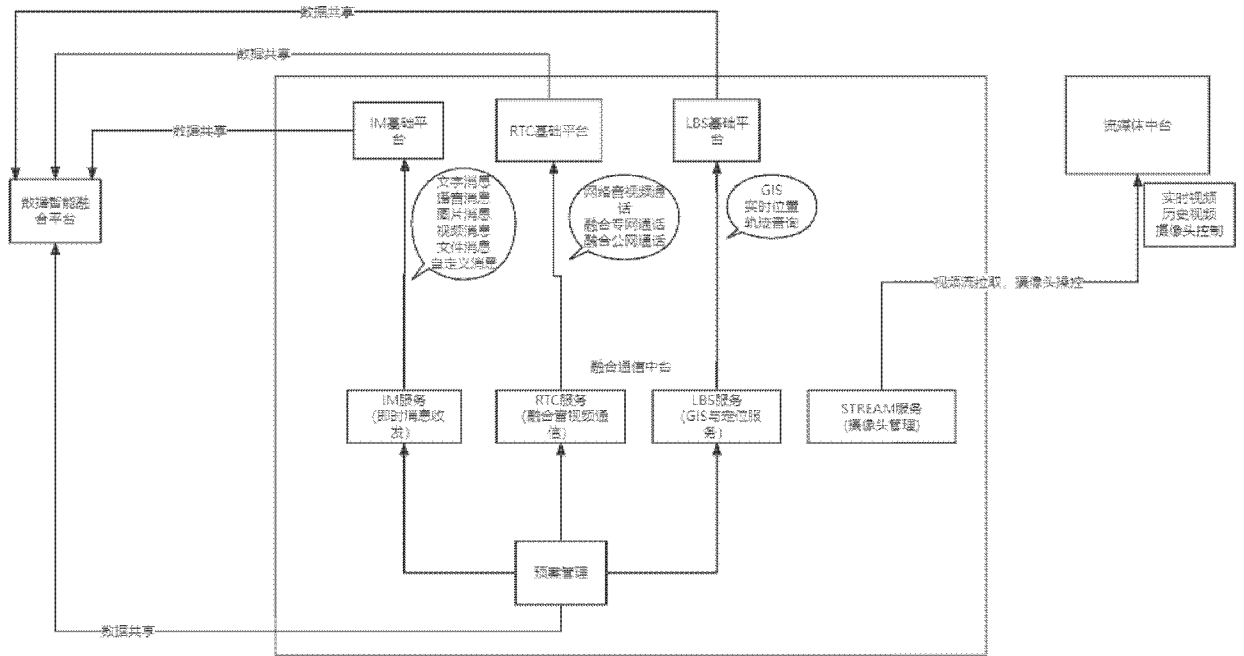 数据共享
数据共享
数据共享
IM基础平
台
RTC基础平台
LBS基础平
台
流媒体中台
数据智能融
合平台
文字消息
语音消息
图片消息
视频消息
文件消息
自定义消息
网络音视频通
话
融合专网通话
融合公网通话
GIS
实时位置
轨迹查询
实时视频
历史视频
摄像头控制
视频流拉取、摄像头操控
融合通信中台
IM服务
(即时消息收
发)
RTC服务
(融合音视频通
信)
LBS服务
(GIS与定位服
务)
STREAM服务
(摄像头管理)
预案管理
数据共享